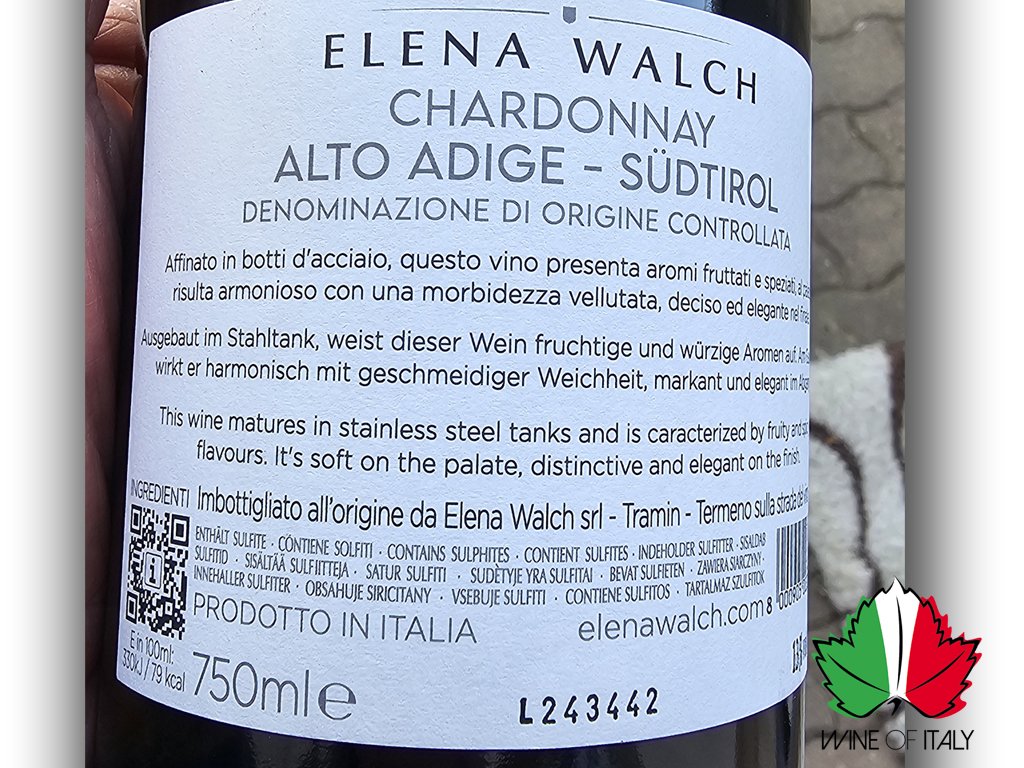 ELENA WALCH
CHARDONNAY
ALTO ADIGE - SÜDTIROL
DENOMINAZIONE DI ORIGINE CONTROLLATA
Affinato in botti d'acciaio, questo vino presenta aromi fruttati e speziati, al
risulta armonioso con una morbidezza vellutata, deciso ed elegante nel
Ausgebaut im Stahltank, weist dieser Wein fruchtige und würzige Aromen auf. Am
wirkt er harmonisch mit geschmeidiger Weichheit, markant und elegant im
This wine matures in stainless steel tanks and is caracterized by fruity and
flavours. It's soft on the palate, distinctive and elegant on the finish.
INGREDIENTI
Imbottigliato all'origine da Elena Walch srl - Tramin - Termeno sulla strada del
ENTHÄLT SULFITE · CÓNTIENE SOLFITI · CONTAINS SULPHITES · CONTIENT SULFITES · INDEHOLDER SULFITTER · SISALDAB
SULFITID · SISÄLTÄÄ SULFIITTEJA · SATUR SULFITI · SUDĖTYJE YRA SULFITAI · BEVAT SULFIETEN · ZAWIERA SIARCZYNY ·
INNEHALLER SULFITER · OBSAHUJE SIRICITANY · VSEBUJE SULFITI · CONTIENE SULFITOS · TARTALMAZ SZULFITOK
PRODOTTO IN ITALIA
elenawalch.com
E in 100ml:
330kJ / 79 kcal
750ml e
L243442
WINE OF ITALY